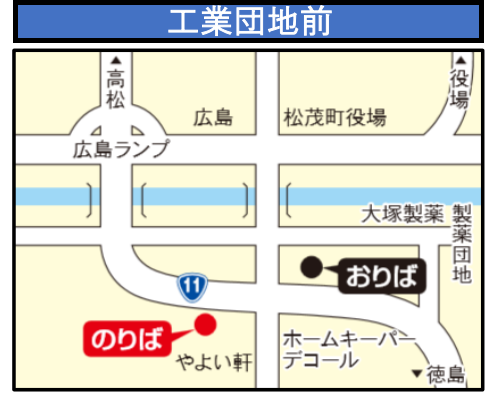 工業団地前
▲高松
▲役場
広島
松茂町役場
広島ランプ
大塚製薬
製薬団地
11
おりば
のりば
やよい軒
ホームキーパー
デコール
▼徳島